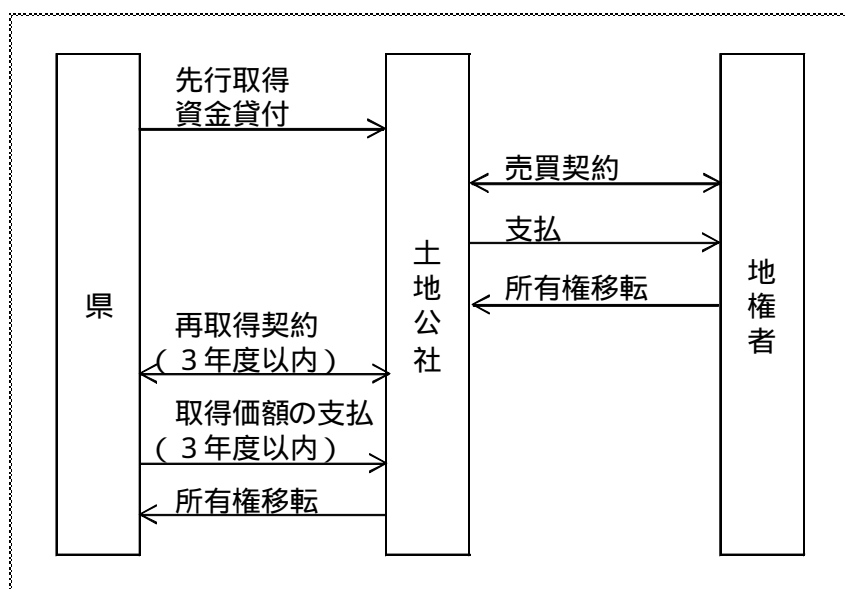 先行取得
資金貸付
売買契約
支払
所有権移転
県
土地公社
地権者
再取得契約
(3年度以内)
取得価額の支払
(3年度以内)
所有権移転